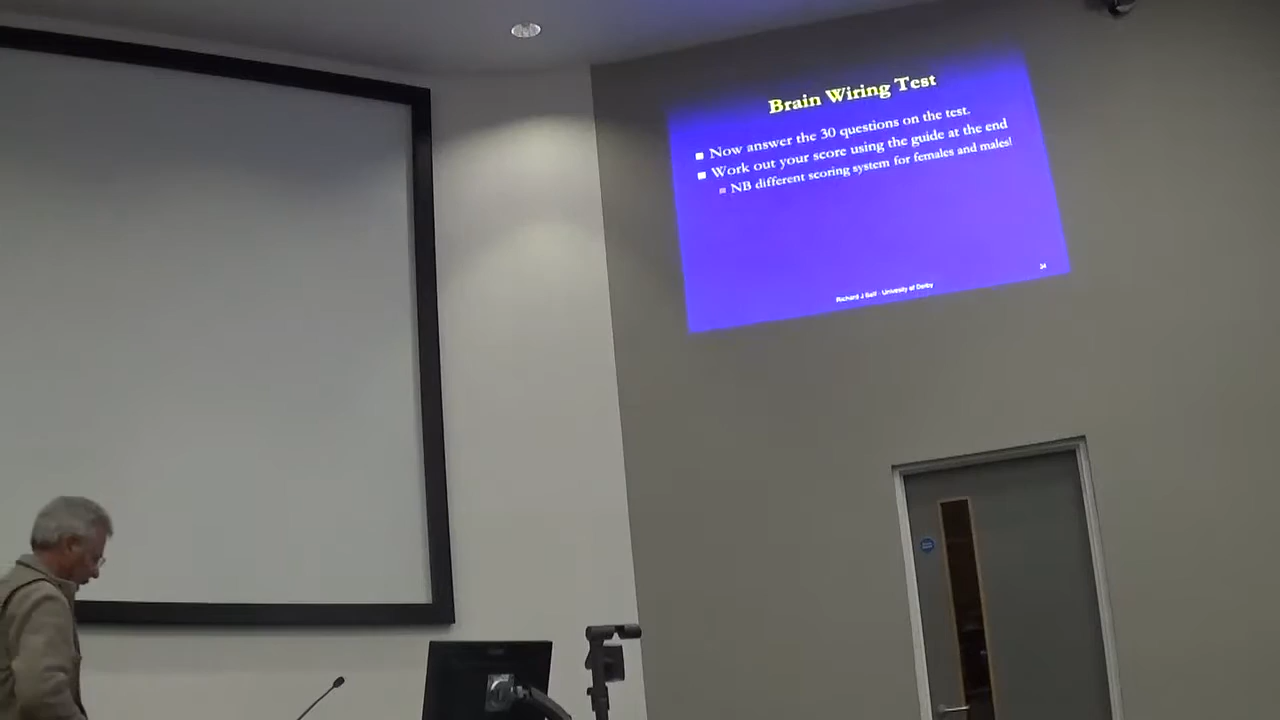 Brain Wiring Test
Now answer the 30 questions on the test.
Work out your score using the guide at the end
NB different scoring system for females and males!
Richard J Self - University of Derby
34